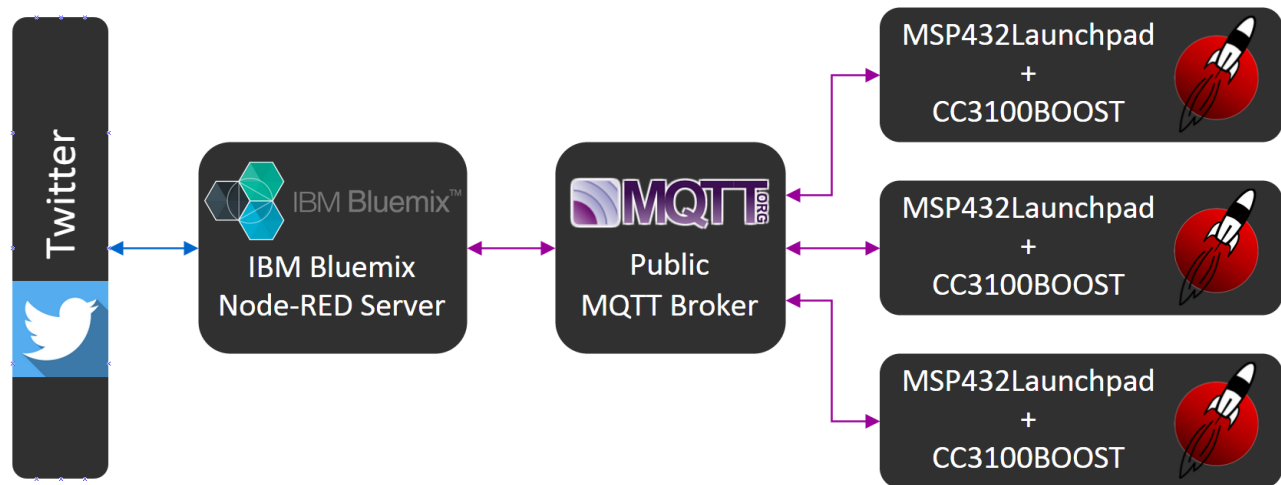 Twitter
IBM Bluemix™
IBM Bluemix
Node-RED Server
MQTT.ORG
Public
MQTT Broker
MSP432Launchpad
+
CC3100BOOST
MSP432Launchpad
+
CC3100BOOST
MSP432Launchpad
+
CC3100BOOST